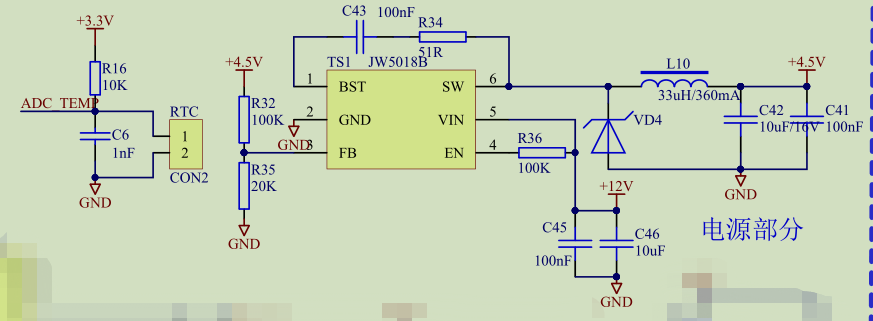 +3.3V
R16
10K
ADC_TEMP
C6
1nF
GND
RTC
1
2
CON2
+4.5V
R32
100K
R35
20K
GND
C43
100nF
R34
51R
TS1
JW5018B
1
BST
SW
6
2
GND
VIN
5
GND
3
FB
EN
4
R36
100K
VD4
L10
33uH/360mA
+4.5V
C42
10uF/16V
C41
100nF
GND
+12V
C45
100nF
C46
10uF
GND
电源部分